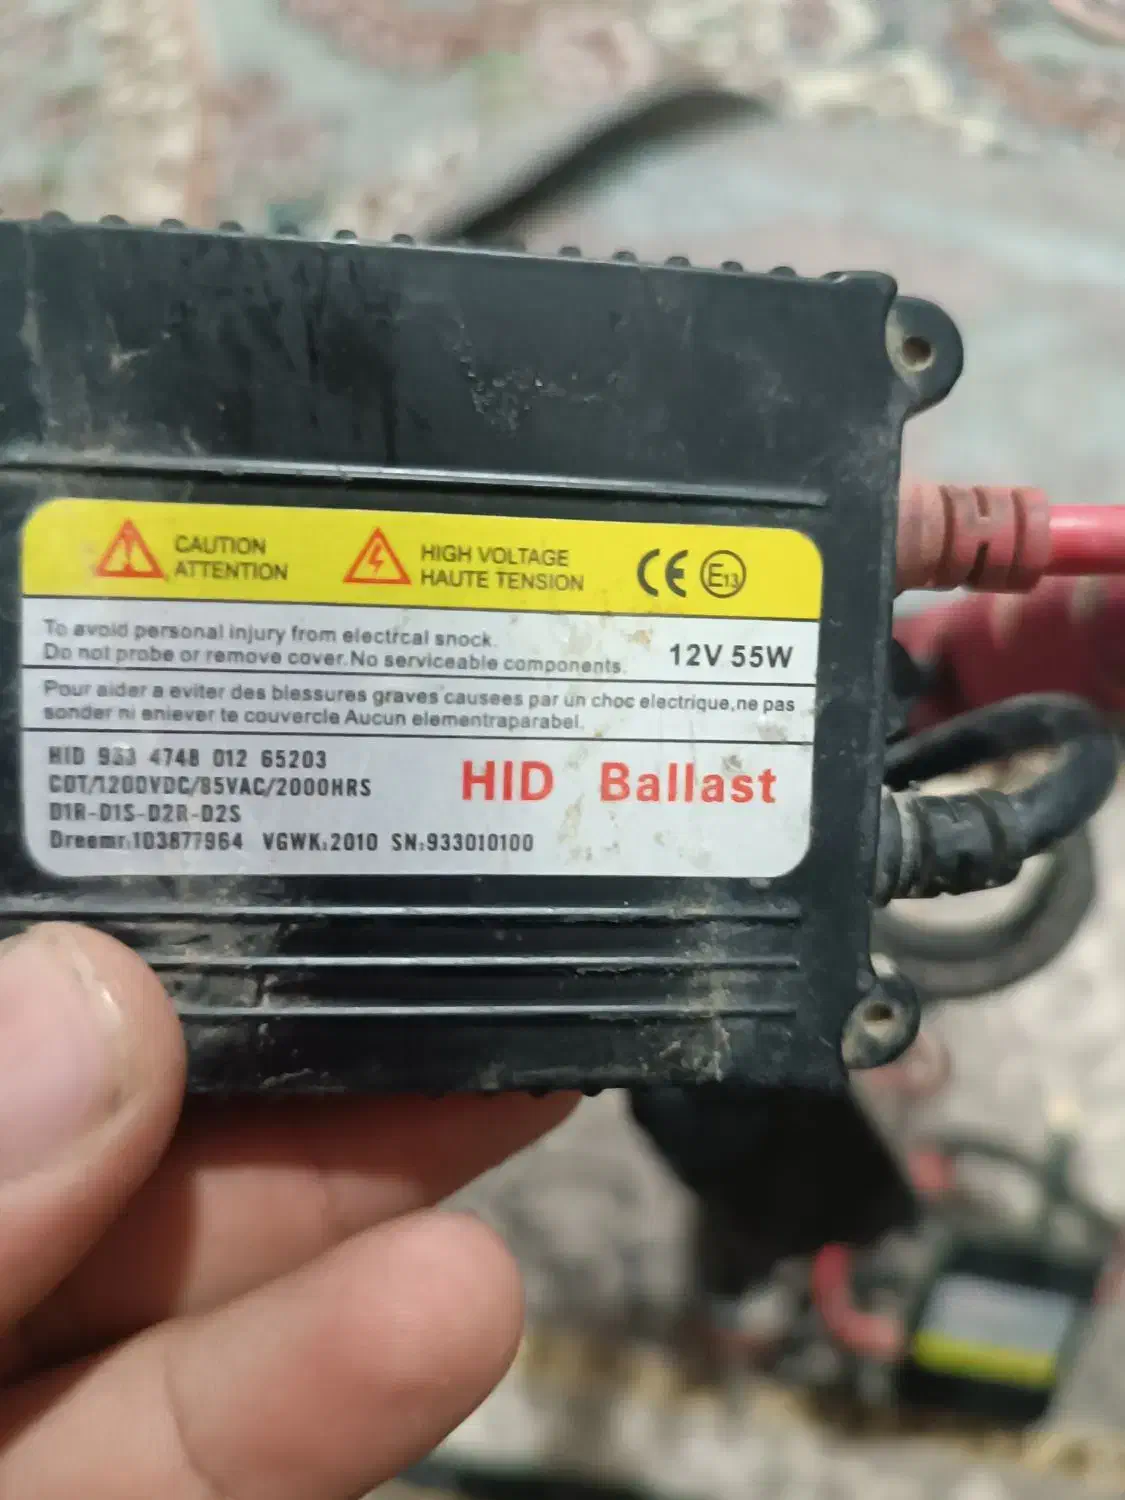 CAUTION
ATTENTION
HIGH VOLTAGE
HAUTE TENSION
CE E13
To avoid personal injury from electrcal snock.
Do not probe or remove cover.No serviceable components.
12V 55W
Pour aider a eviter des blessures graves causees par un choc electrique,ne pas
sonder ni eniever te couvercle Aucun elementraparabel.
HID 933 4748 012 65203
CDT/1200VDC/85VAC/2000HRS
D1R-D1S-D2R-D2S
Dreemr:103877964 VGWK:2010 SN:933010100
HID Ballast